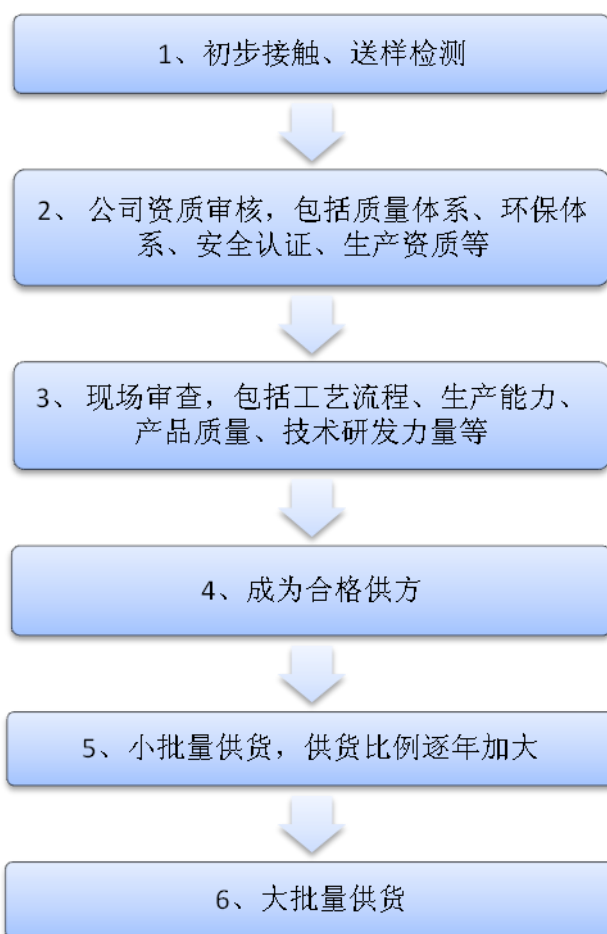 1、初步接触、送样检测
2、 公司资质审核，包括质量体系、环保体
系、安全认证、生产资质等
3、 现场审查，包括工艺流程、生产能力、
产品质量、技术研发力量等
4、成为合格供方
5、小批量供货，供货比例逐年加大
6、大批量供货